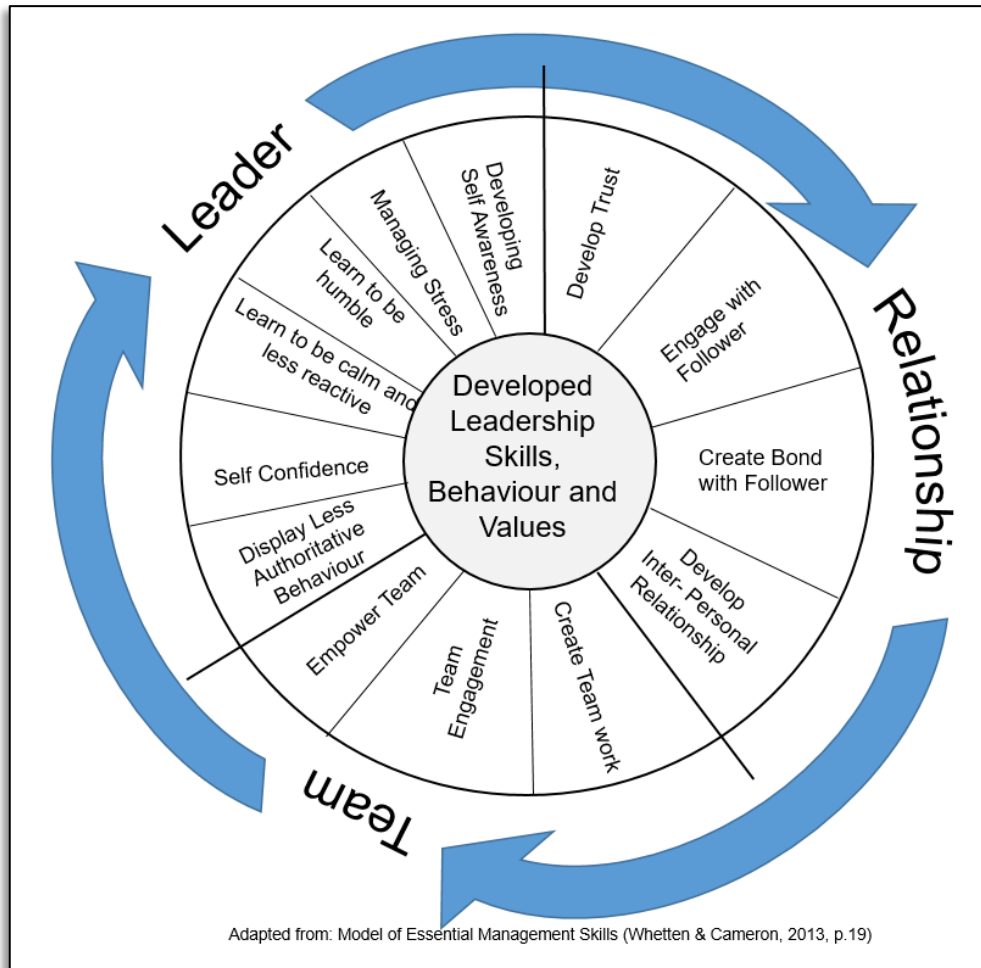 Leader
Relationship
Team
Developed
Leadership
Skills,
Behaviour and
Values
Developing
Self Awareness
Develop Trust
Engage with
Follower
Create Bond
with Follower
Develop
Inter- Personal
Relationship
Create Team work
Team
Engagement
Empower Team
Display Less
Authoritative
Behaviour
Self Confidence
Learn to be calm and
less reactive
Learn to be
humble
Managing Stress
Adapted from: Model of Essential Management Skills (Whetten & Cameron, 2013, p.19)